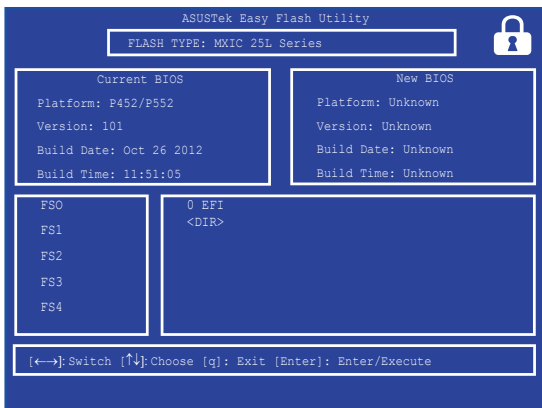 ASUSTek Easy Flash Utility
FLASH TYPE: MXIC 25L Series
Current BIOS
Platform: P452/P552
Version: 101
Build Date: Oct 26 2012
Build Time: 11:51:05
New BIOS
Platform: Unknown
Version: Unknown
Build Date: Unknown
Build Time: Unknown
FSO
FS1
FS2
FS3
FS4
0 EFI
<DIR>
[←→]: Switch [↑↓]: Choose [q]: Exit [Enter]: Enter/Execute